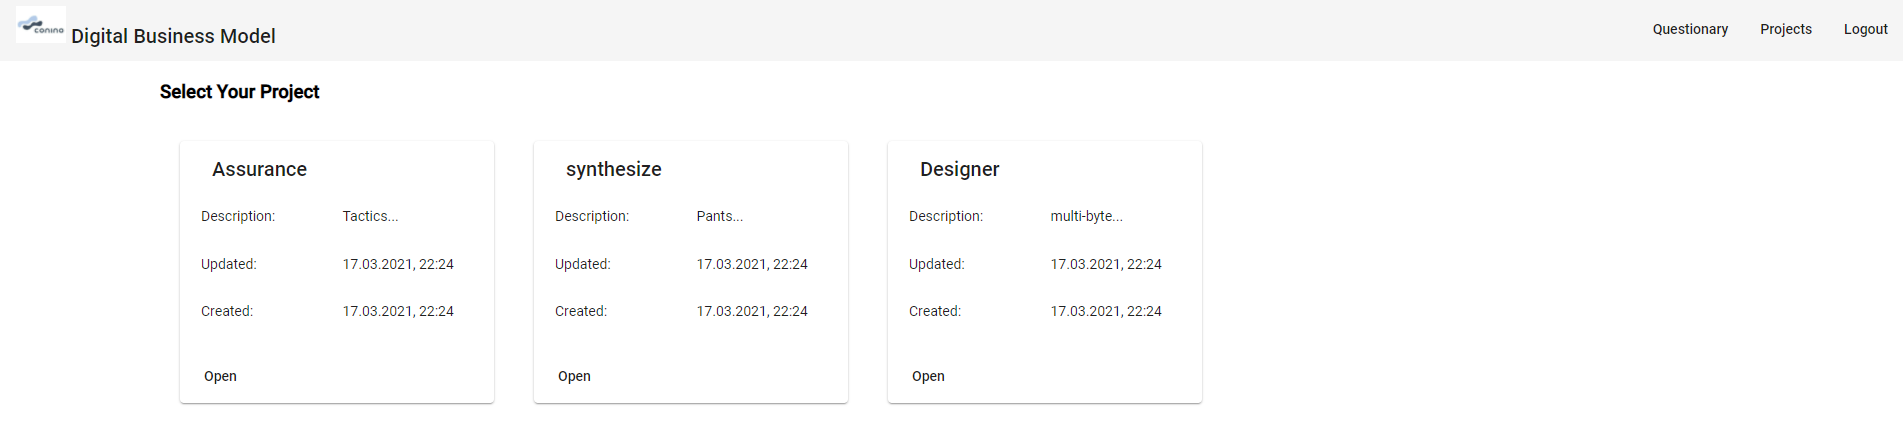 conino
Digital Business Model
Questionary Projects Logout
Select Your Project
Assurance
Description: Tactics...
Updated: 17.03.2021, 22:24
Created: 17.03.2021, 22:24
Open
synthesize
Description: Pants...
Updated: 17.03.2021, 22:24
Created: 17.03.2021, 22:24
Open
Designer
Description: multi-byte...
Updated: 17.03.2021, 22:24
Created: 17.03.2021, 22:24
Open